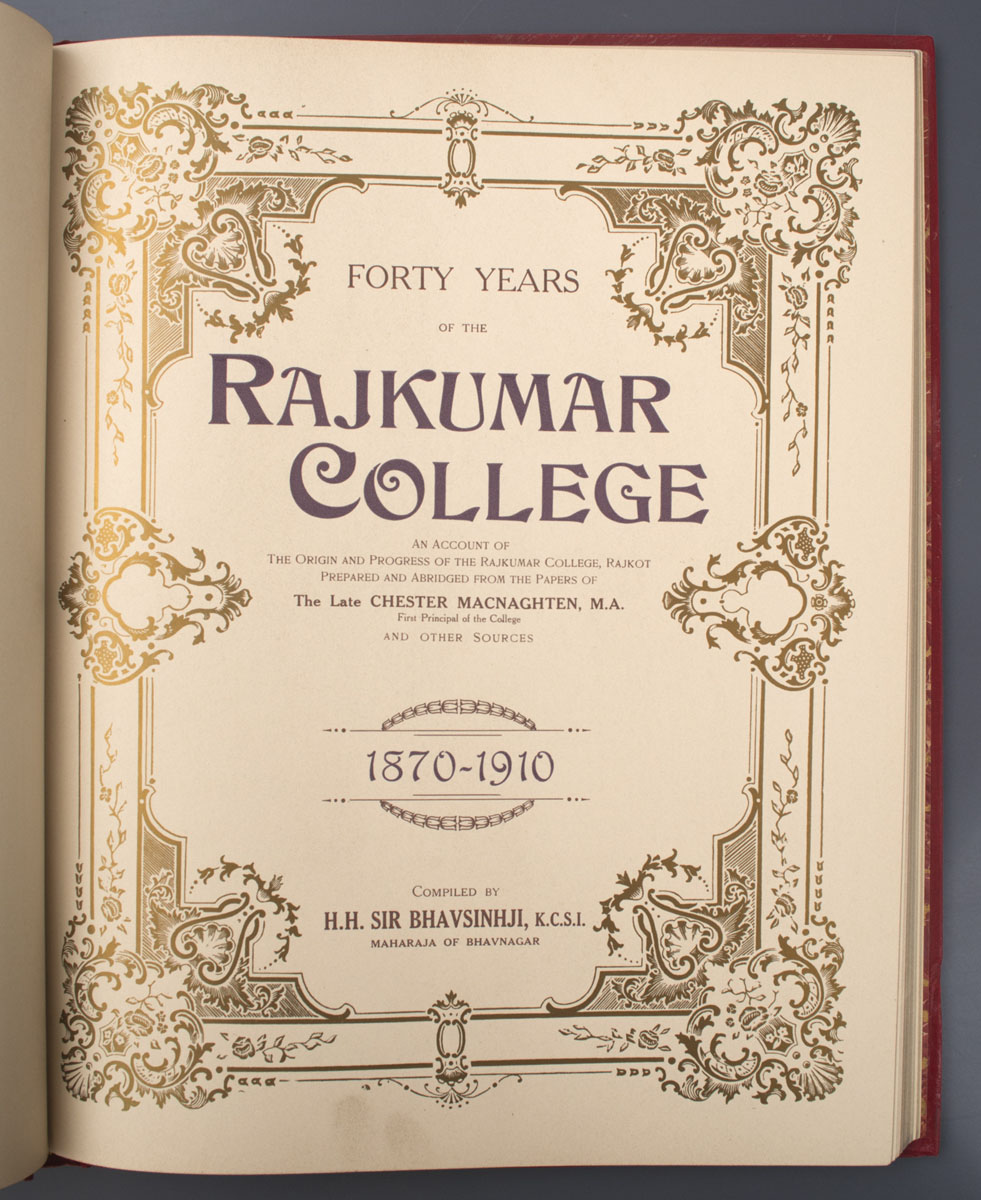 FORTY YEARS
OF THE
RAJKUMAR
COLLEGE
AN ACCOUNT OF
THE ORIGIN AND PROGRESS OF THE RAJKUMAR COLLEGE, RAJKOT
PREPARED AND ABRIDGED FROM THE PAPERS OF
The Late CHESTER MACNAGHTEN, M.A.
First Principal of the College
AND OTHER SOURCES
1870-1910
COMPILED BY
H.H. SIR BHAVSINHJI, K.C.S.I.
MAHARAJA OF BHAVNAGAR